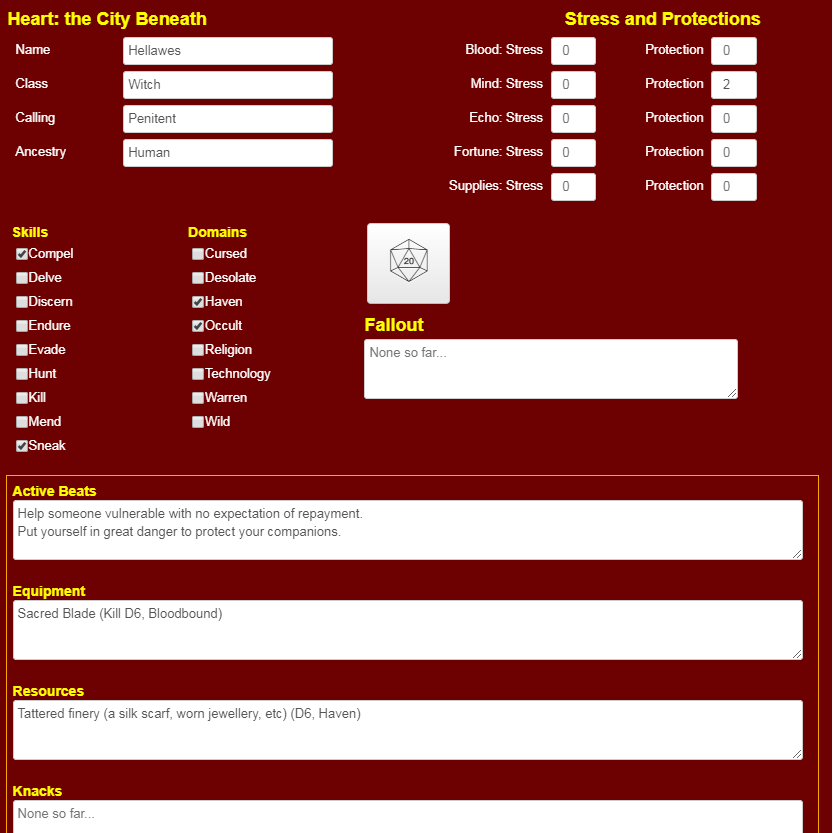 Heart: the City Beneath
Stress and Protections
Name Hellawes
Blood: Stress 0 Protection 0
Class Witch
Mind: Stress 0 Protection 2
Calling Penitent
Echo: Stress 0 Protection 0
Ancestry Human
Fortune: Stress 0 Protection 0
Supplies: Stress 0 Protection 0
Skills
Compel
Delve
Discern
Endure
Evade
Hunt
Kill
Mend
Sneak
Domains
Cursed
Desolate
Haven
Occult
Religion
Technology
Warren
Wild
20
Fallout
None so far...
Active Beats
Help someone vulnerable with no expectation of repayment.
Put yourself in great danger to protect your companions.
Equipment
Sacred Blade (Kill D6, Bloodbound)
Resources
Tattered finery (a silk scarf, worn jewellery, etc) (D6, Haven)
Knacks
None so far...